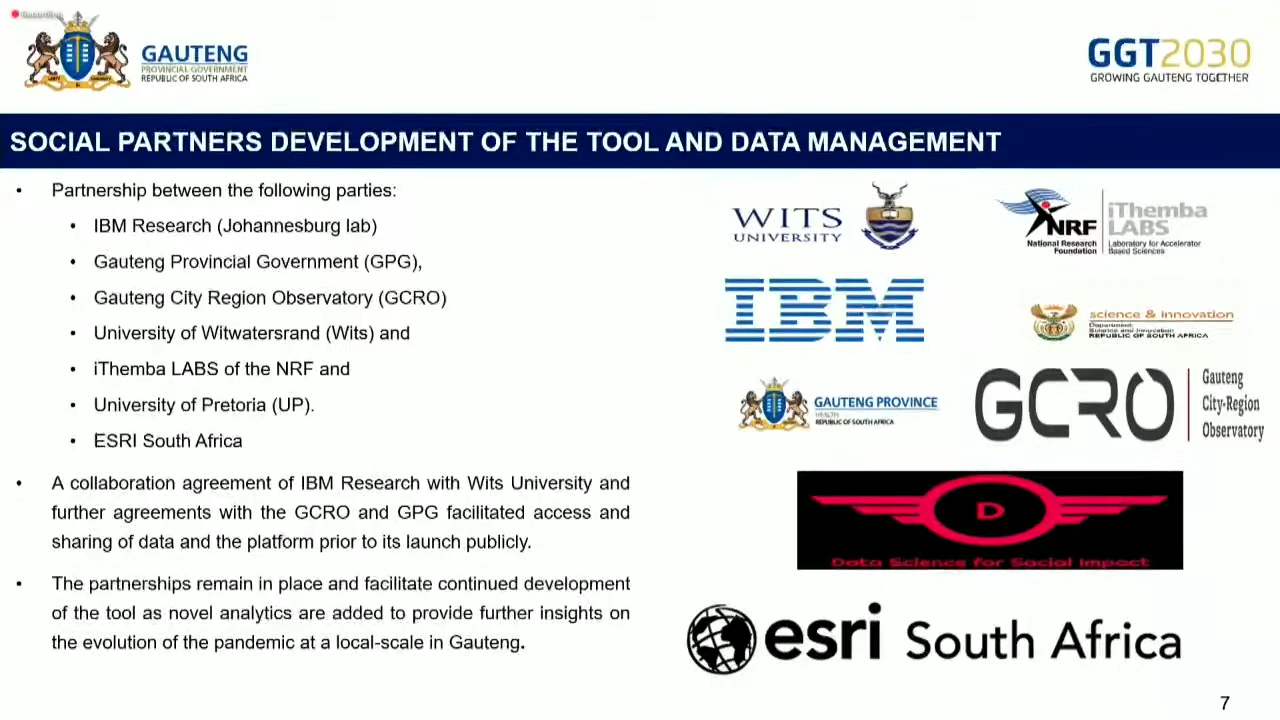 Recording
GAUTENG
PROVINCIAL GOVERNMENT
REPUBLIC OF SOUTH AFRICA
GGT2030
GROWING GAUTENG TOGETHER
SOCIAL PARTNERS DEVELOPMENT OF THE TOOL AND DATA MANAGEMENT
• Partnership between the following parties:
• IBM Research (Johannesburg lab)
• Gauteng Provincial Government (GPG),
• Gauteng City Region Observatory (GCRO)
• University of Witwatersrand (Wits) and
• iThemba LABS of the NRF and
• University of Pretoria (UP).
• ESRI South Africa
• A collaboration agreement of IBM Research with Wits University and
further agreements with the GCRO and GPG facilitated access and
sharing of data and the platform prior to its launch publicly.
• The partnerships remain in place and facilitate continued development
of the tool as novel analytics are added to provide further insights on
the evolution of the pandemic at a local-scale in Gauteng.
WITS
UNIVERSITY
NRF
National Research
Foundation
iThemba
LABS
Laboratory for Accelerator
Based Sciences
IBM
science & innovation
Department:
Science and Innovation
REPUBLIC OF SOUTH AFRICA
GAUTENG PROVINCE
HEALTH
REPUBLIC OF SOUTH AFRICA
GCRO
Gauteng
City-Region
Observatory
D
Data Science for Social Impact
esri South Africa
7